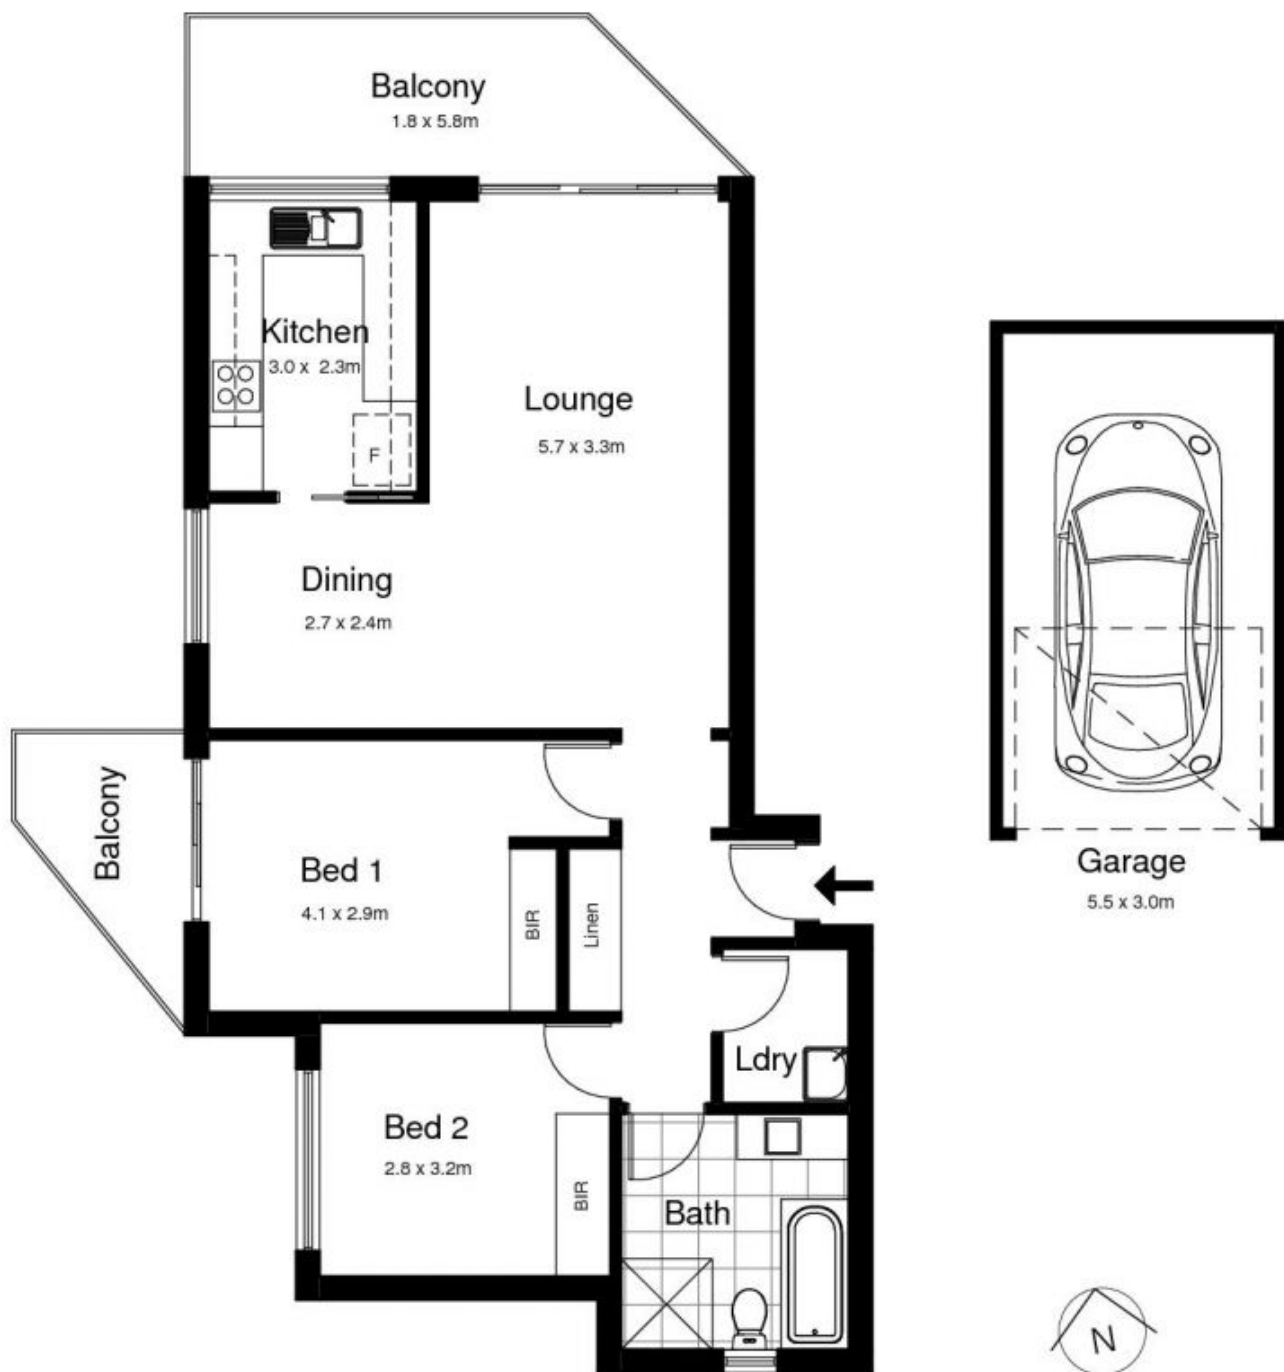 Balcony
1.8 x 5.8m
Kitchen
3.0 x 2.3m
Lounge
5.7 x 3.3m
F
Dining
2.7 x 2.4m
Balcony
Bed 1
4.1 x 2.9m
BIR
Linen
Garage
5.5 x 3.0m
Ldry
Bed 2
2.8 x 3.2m
BIR
Bath
N